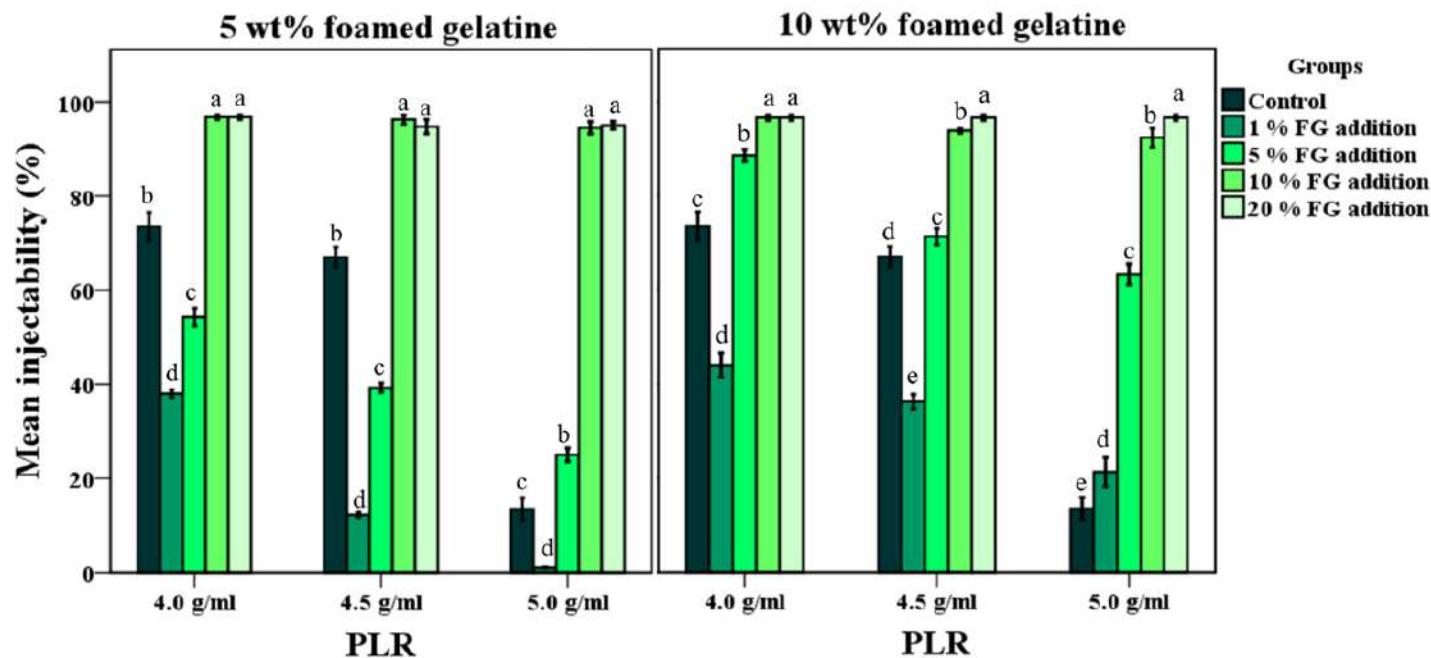 5 wt% foamed gelatine
10 wt% foamed gelatine
Groups
Control
1 % FG addition
5 % FG addition
10 % FG addition
20 % FG addition
Mean injectability (%)
100
80
60
40
20
0
b d c a a
b d c a a
c d b a a
c d b a a
d e c b a
e d c b a
4.0 g/ml 4.5 g/ml 5.0 g/ml
4.0 g/ml 4.5 g/ml 5.0 g/ml
PLR
PLR